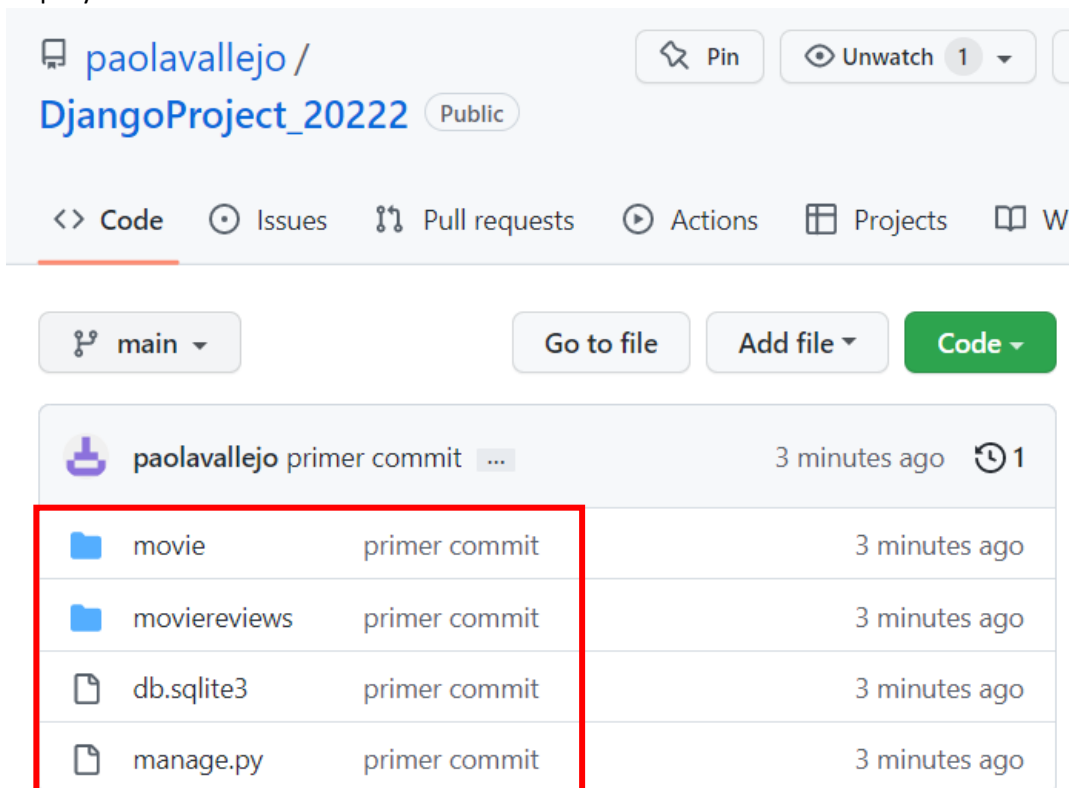 paolavallejo / Pin Unwatch 1
DjangoProject_20222 Public
<> Code Issues Pull requests Actions Projects W
main Go to file Add file Code
paolavallejo primer commit ... 3 minutes ago 1
movie primer commit 3 minutes ago
moviereviews primer commit 3 minutes ago
db.sqlite3 primer commit 3 minutes ago
manage.py primer commit 3 minutes ago